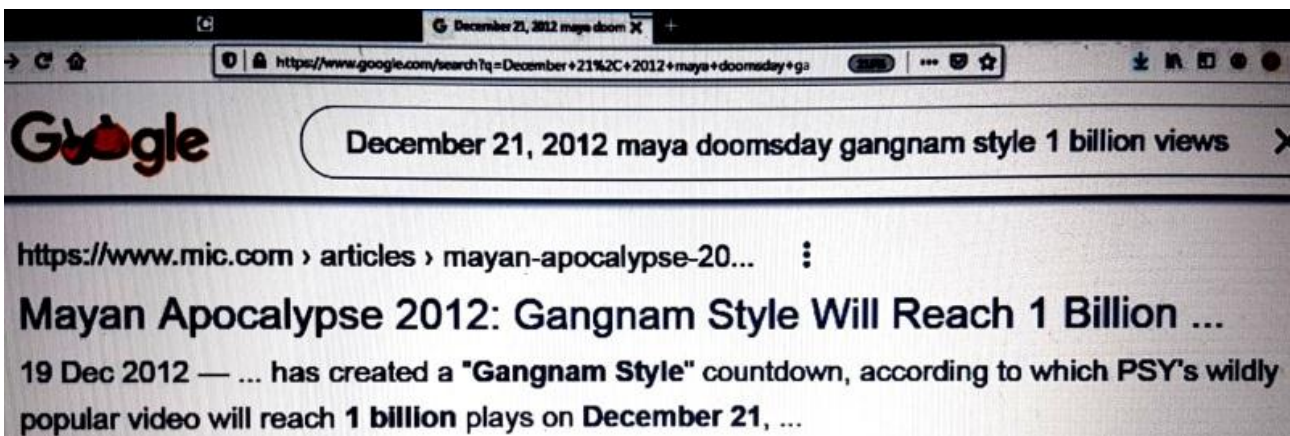 G December 21, 2012 maya doom
https://www.google.com/search?q=December+21%2C+2012+maya+doomsday+ga
Google
December 21, 2012 maya doomsday gangnam style 1 billion views
https://www.mic.com › articles › mayan-apocalypse-20...
Mayan Apocalypse 2012: Gangnam Style Will Reach 1 Billion ...
19 Dec 2012 — ... has created a "Gangnam Style" countdown, according to which PSY's wildly
popular video will reach 1 billion plays on December 21, ...